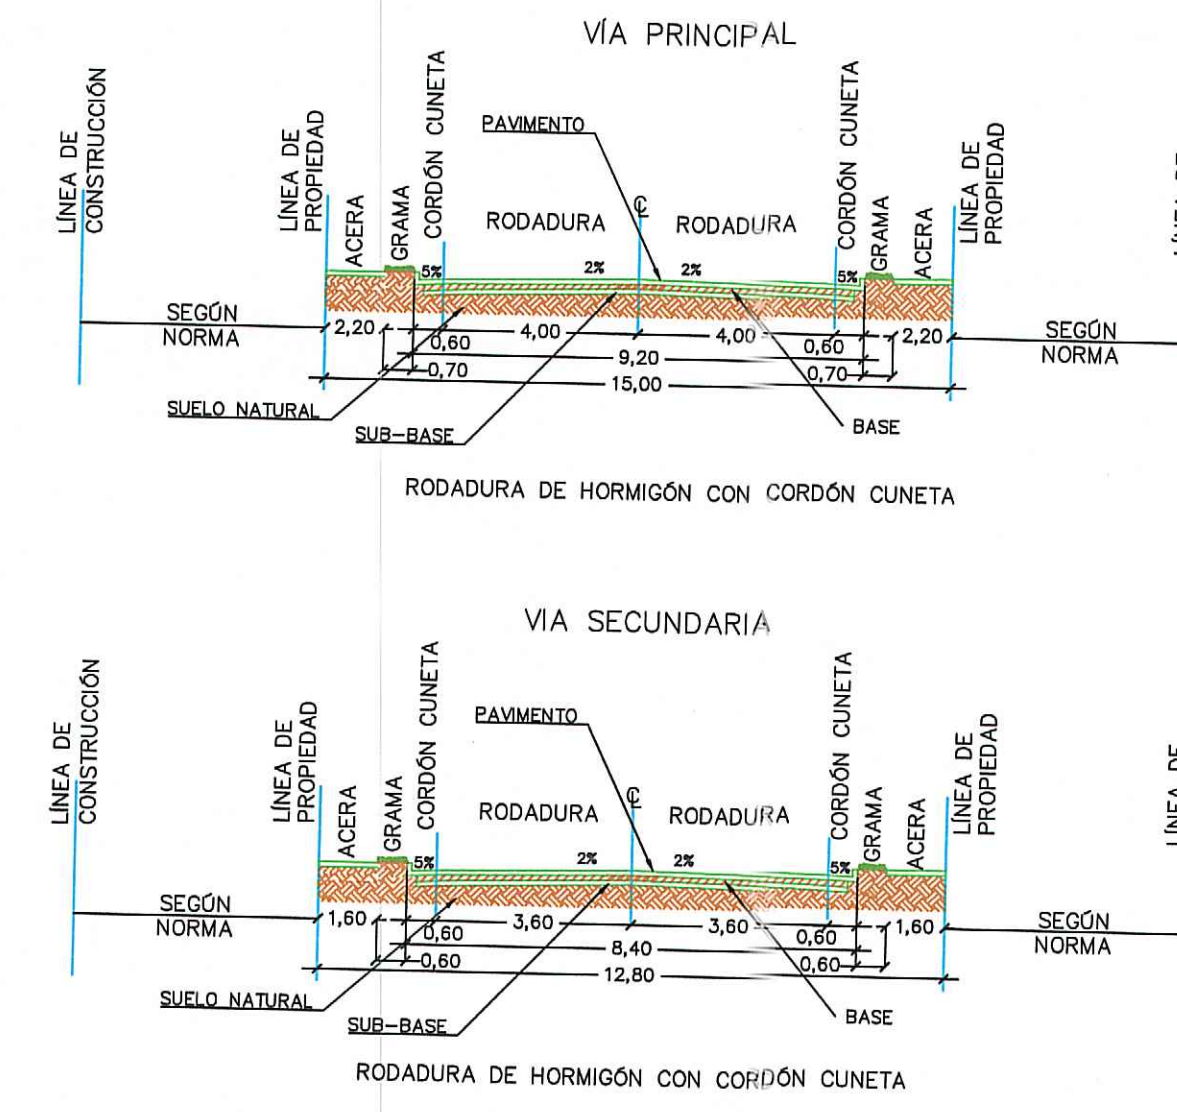 VÍA PRINCIPAL
LÍNEA DE
CONSTRUCCIÓN
LÍNEA DE
PROPIEDAD
ACERA
GRAMA
CORDÓN CUNETA
PAVIMENTO
RODADURA
℄
RODADURA
CORDÓN CUNETA
GRAMA
ACERA
LÍNEA DE
PROPIEDAD
5%
2%
2%
5%
SEGÚN
NORMA
2,20
0,60
4,00
4,00
0,60
2,20
SEGÚN
NORMA
9,20
0,70
0,70
15,00
SUELO NATURAL
SUB-BASE
BASE
RODADURA DE HORMIGÓN CON CORDÓN CUNETA
VIA SECUNDARIA
LÍNEA DE
CONSTRUCCIÓN
LÍNEA DE
PROPIEDAD
ACERA
GRAMA
CORDÓN CUNETA
PAVIMENTO
RODADURA
℄
RODADURA
CORDÓN CUNETA
GRAMA
ACERA
LÍNEA DE
PROPIEDAD
5%
2%
2%
5%
SEGÚN
NORMA
1,60
0,60
3,60
3,60
0,60
1,60
SEGÚN
NORMA
8,40
0,60
0,60
12,80
SUELO NATURAL
SUB-BASE
BASE
RODADURA DE HORMIGÓN CON CORDÓN CUNETA